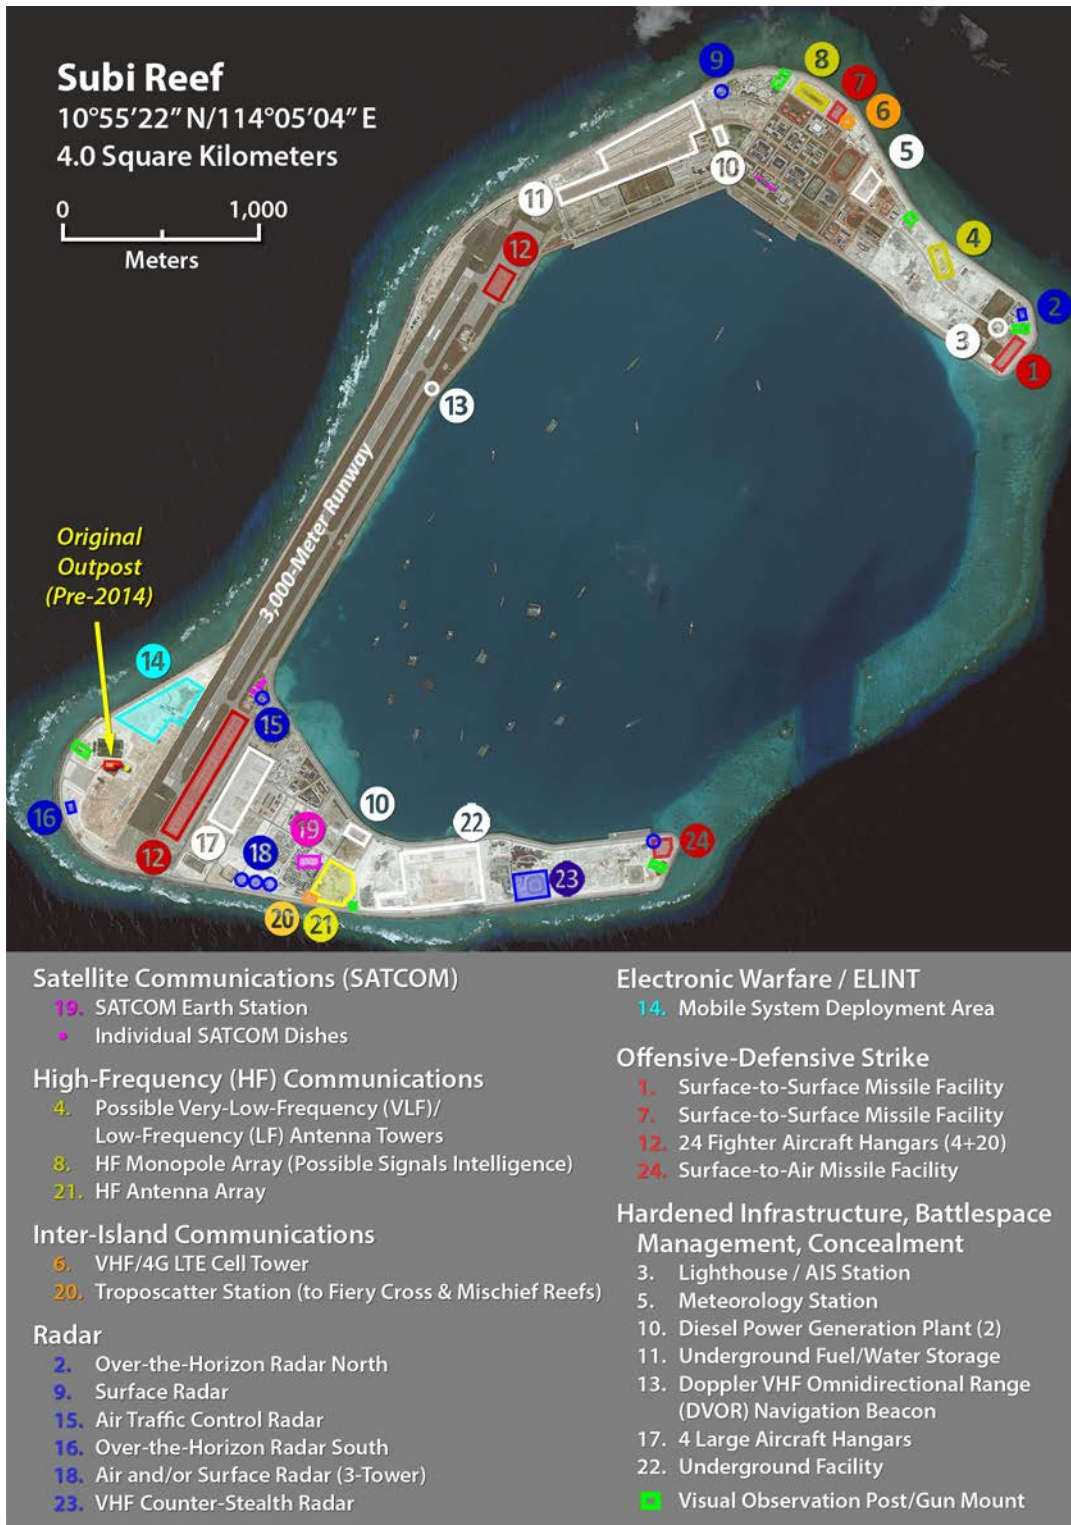 Subi Reef
10°55’22” N/114°05’04” E
4.0 Square Kilometers
0 1,000
Meters
9
8
7
6
5
10
11
12
4
2
3
1
13
3,000-Meter Runway
Original
Outpost
(Pre-2014)
14
15
16
10
22
17
19
12
18
24
23
20
21
Satellite Communications (SATCOM)
19. SATCOM Earth Station
• Individual SATCOM Dishes
High-Frequency (HF) Communications
4. Possible Very-Low-Frequency (VLF)/
Low-Frequency (LF) Antenna Towers
8. HF Monopole Array (Possible Signals Intelligence)
21. HF Antenna Array
Inter-Island Communications
6. VHF/4G LTE Cell Tower
20. Troposcatter Station (to Fiery Cross & Mischief Reefs)
Radar
2. Over-the-Horizon Radar North
9. Surface Radar
15. Air Traffic Control Radar
16. Over-the-Horizon Radar South
18. Air and/or Surface Radar (3-Tower)
23. VHF Counter-Stealth Radar
Electronic Warfare / ELINT
14. Mobile System Deployment Area
Offensive-Defensive Strike
1. Surface-to-Surface Missile Facility
7. Surface-to-Surface Missile Facility
12. 24 Fighter Aircraft Hangars (4+20)
24. Surface-to-Air Missile Facility
Hardened Infrastructure, Battlespace
Management, Concealment
3. Lighthouse / AIS Station
5. Meteorology Station
10. Diesel Power Generation Plant (2)
11. Underground Fuel/Water Storage
13. Doppler VHF Omnidirectional Range
(DVOR) Navigation Beacon
17. 4 Large Aircraft Hangars
22. Underground Facility
Visual Observation Post/Gun Mount